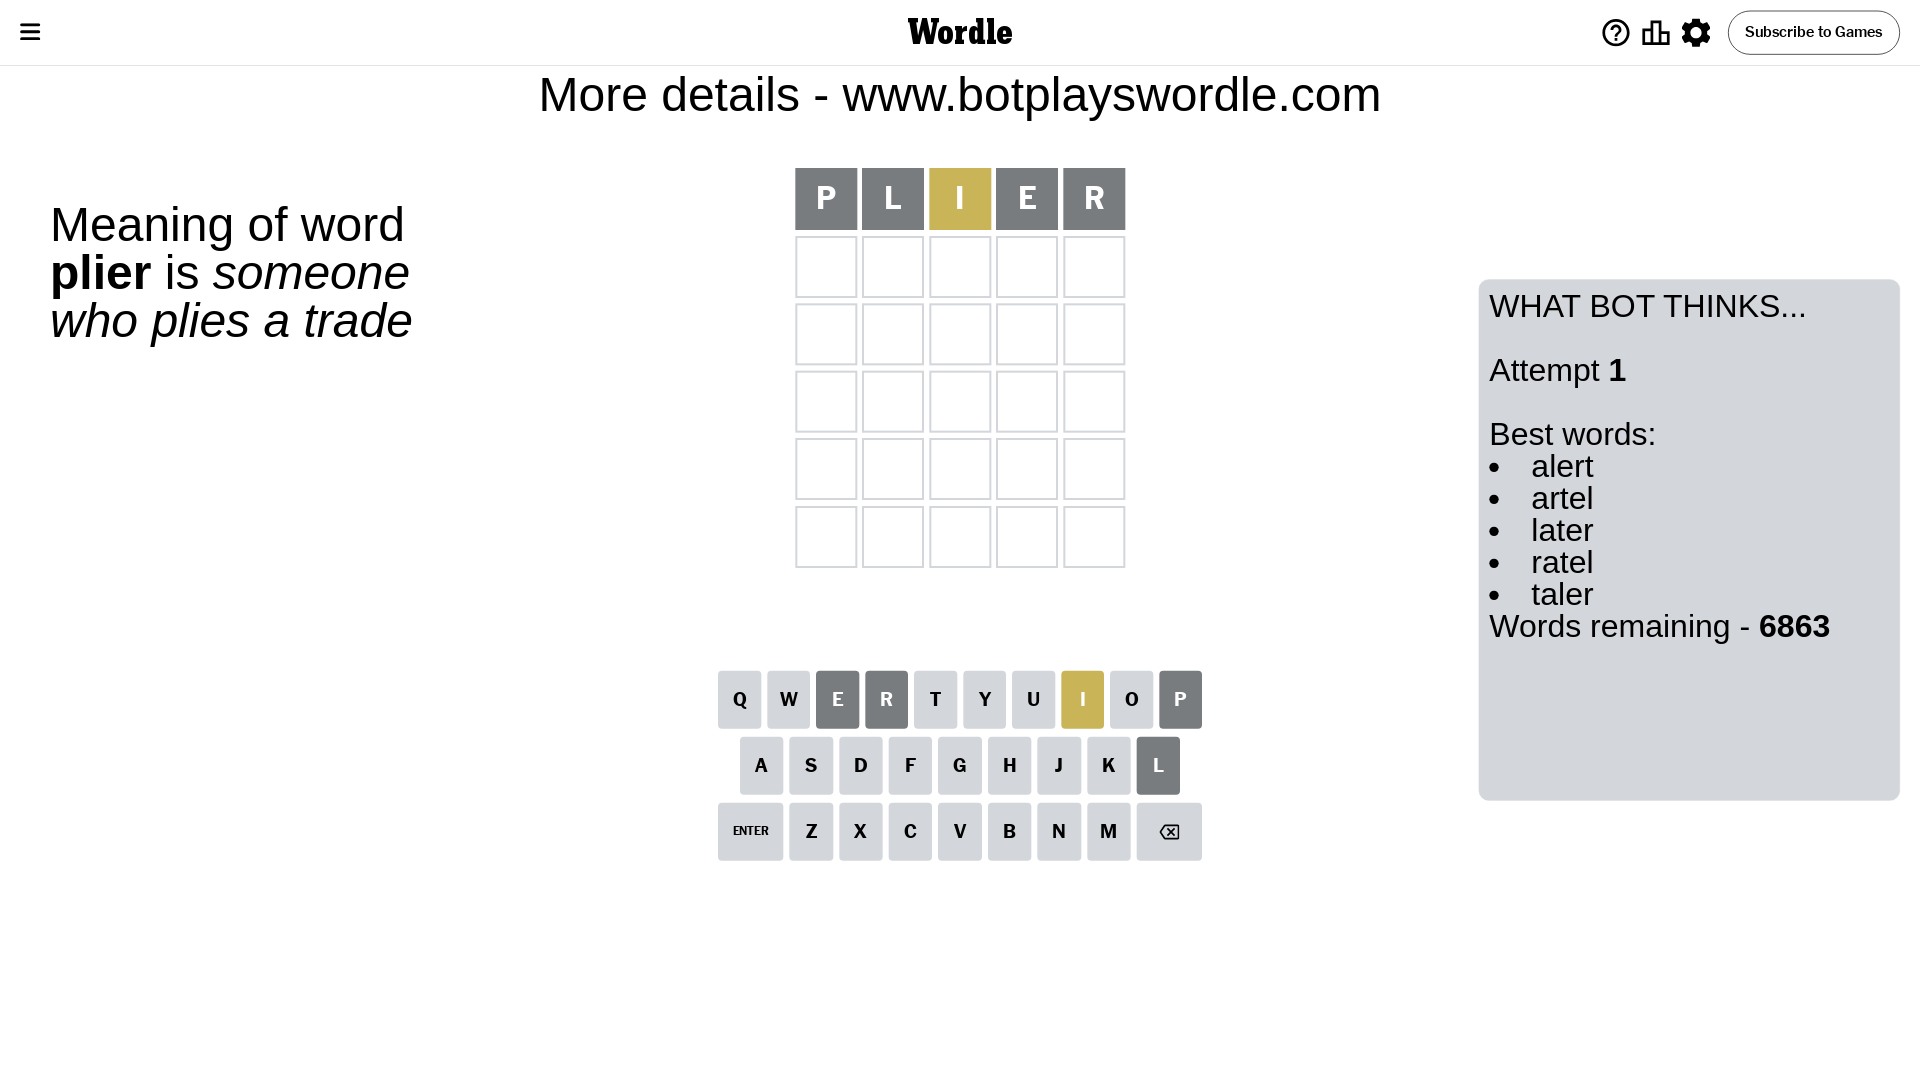 Wordle
Subscribe to Games
More details - www.botplayswordle.com
Meaning of word
plier is someone
who plies a trade
P L I E R
WHAT BOT THINKS...
Attempt 1
Best words:
• alert
• artel
• later
• ratel
• taler
Words remaining - 6863
Q W E R T Y U I O P
A S D F G H J K L
ENTER Z X C V B N M